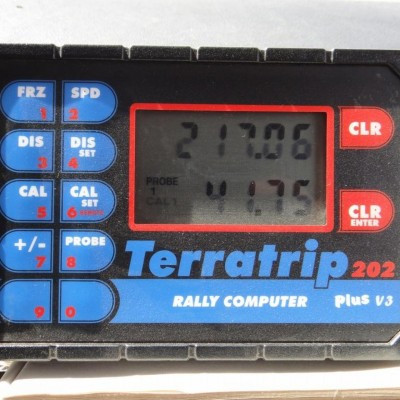 FRZ 1
SPD 2
217.06
CLR
DIS 3
DIS SET 4
PROBE 1
CAL 1
41.75
CAL 5
CAL SET 6
CLR ENTER
+/- 7
PROBE 8
Terratrip 202
9
0
RALLY COMPUTER plus V3